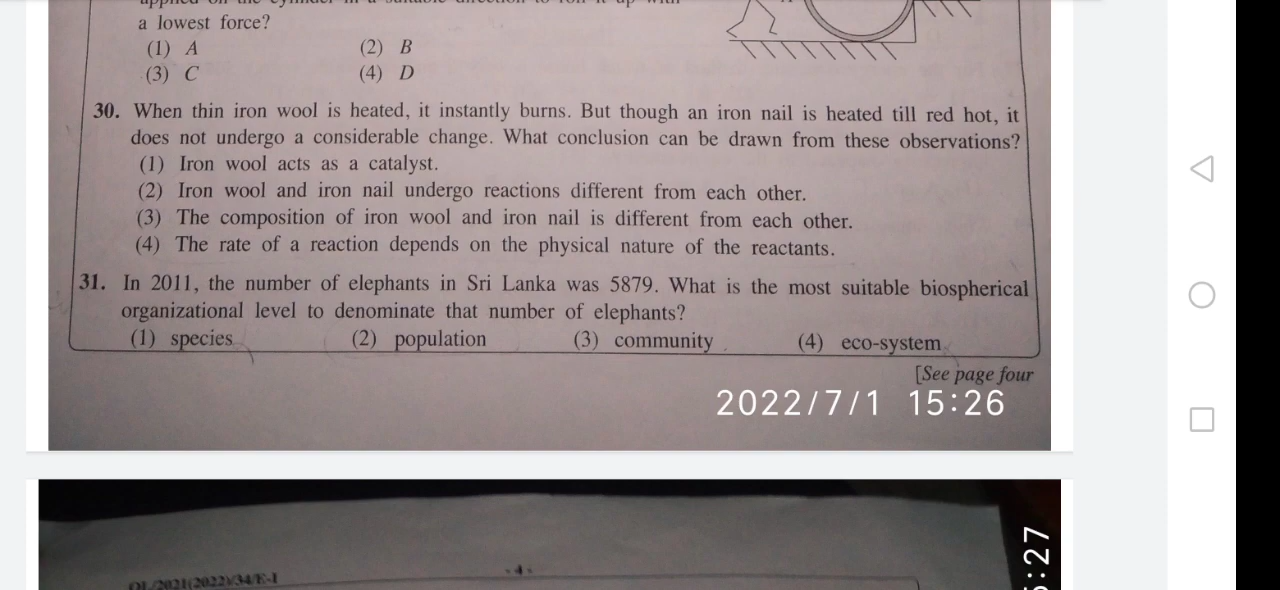 a lowest force?
(1) A (2) B
(3) C (4) D
30. When thin iron wool is heated, it instantly burns. But though an iron nail is heated till red hot, it
does not undergo a considerable change. What conclusion can be drawn from these observations?
(1) Iron wool acts as a catalyst.
(2) Iron wool and iron nail undergo reactions different from each other.
(3) The composition of iron wool and iron nail is different from each other.
(4) The rate of a reaction depends on the physical nature of the reactants.
31. In 2011, the number of elephants in Sri Lanka was 5879. What is the most suitable biospherical
organizational level to denominate that number of elephants?
(1) species (2) population (3) community (4) eco-system
[See page four
2022/7/1 15:26
OL/2021(2022)/34/E-I
- 4 -
:27